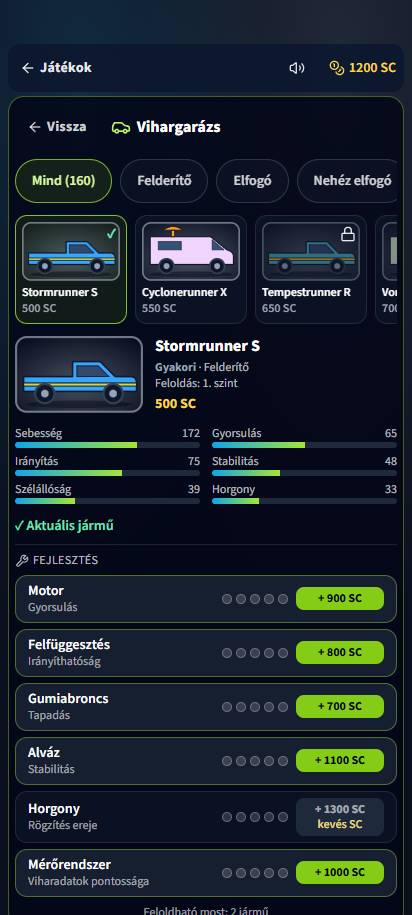 Játékok
1200 SC
Vissza
Vihargarázs
Mind (160)
Felderítő
Elfogó
Nehéz elfogó
Stormrunner S
500 SC
Cyclonerunner X
550 SC
Tempestrunner R
650 SC
Stormrunner S
Gyakori · Felderítő
Feloldás: 1. szint
500 SC
Sebesség 172
Gyorsulás 65
Irányítás 75
Stabilitás 48
Szélállóság 39
Horgony 33
✓ Aktuális jármű
FEJLESZTÉS
Motor
Gyorsulás
+ 900 SC
Felfüggesztés
Irányíthatóság
+ 800 SC
Gumiabroncs
Tapadás
+ 700 SC
Alváz
Stabilitás
+ 1100 SC
Horgony
Rögzítés ereje
+ 1300 SC
kevés SC
Mérőrendszer
Viharadatok pontossága
+ 1000 SC
Feloldható most: 2 jármű